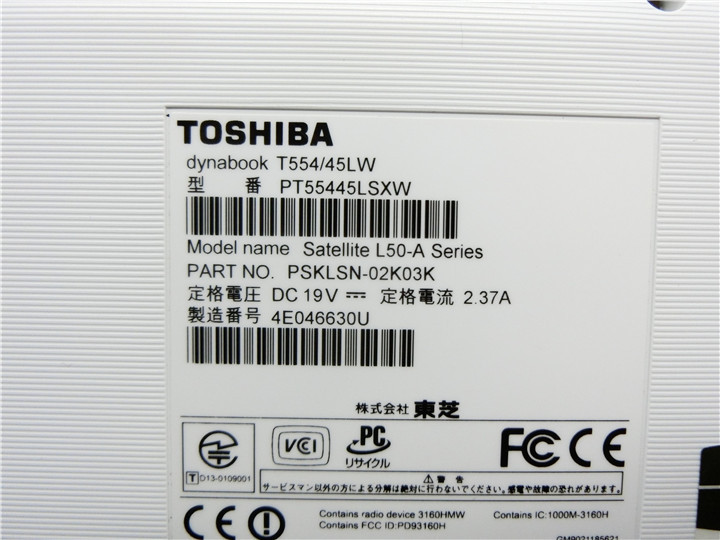 TOSHIBA
dynabook T554/45LW
型 番 PT55445LSXW
Model name Satellite L50-A Series
PART NO. PSKLSN-02K03K
定格電圧 DC 19V 定格電流 2.37A
製造番号 4E046630U
株式会社 東芝
VCCI PC FC CE
リサイクル
T D13-0109001
⚠ 警 告
サービスマン以外の方による分解は絶対に行わないでください。感電や故障の恐れがあります。
CE Contains radio device 3160HMW Contains IC:1000M-3160H
Contains FCC ID:PD93160H
GM9021185621